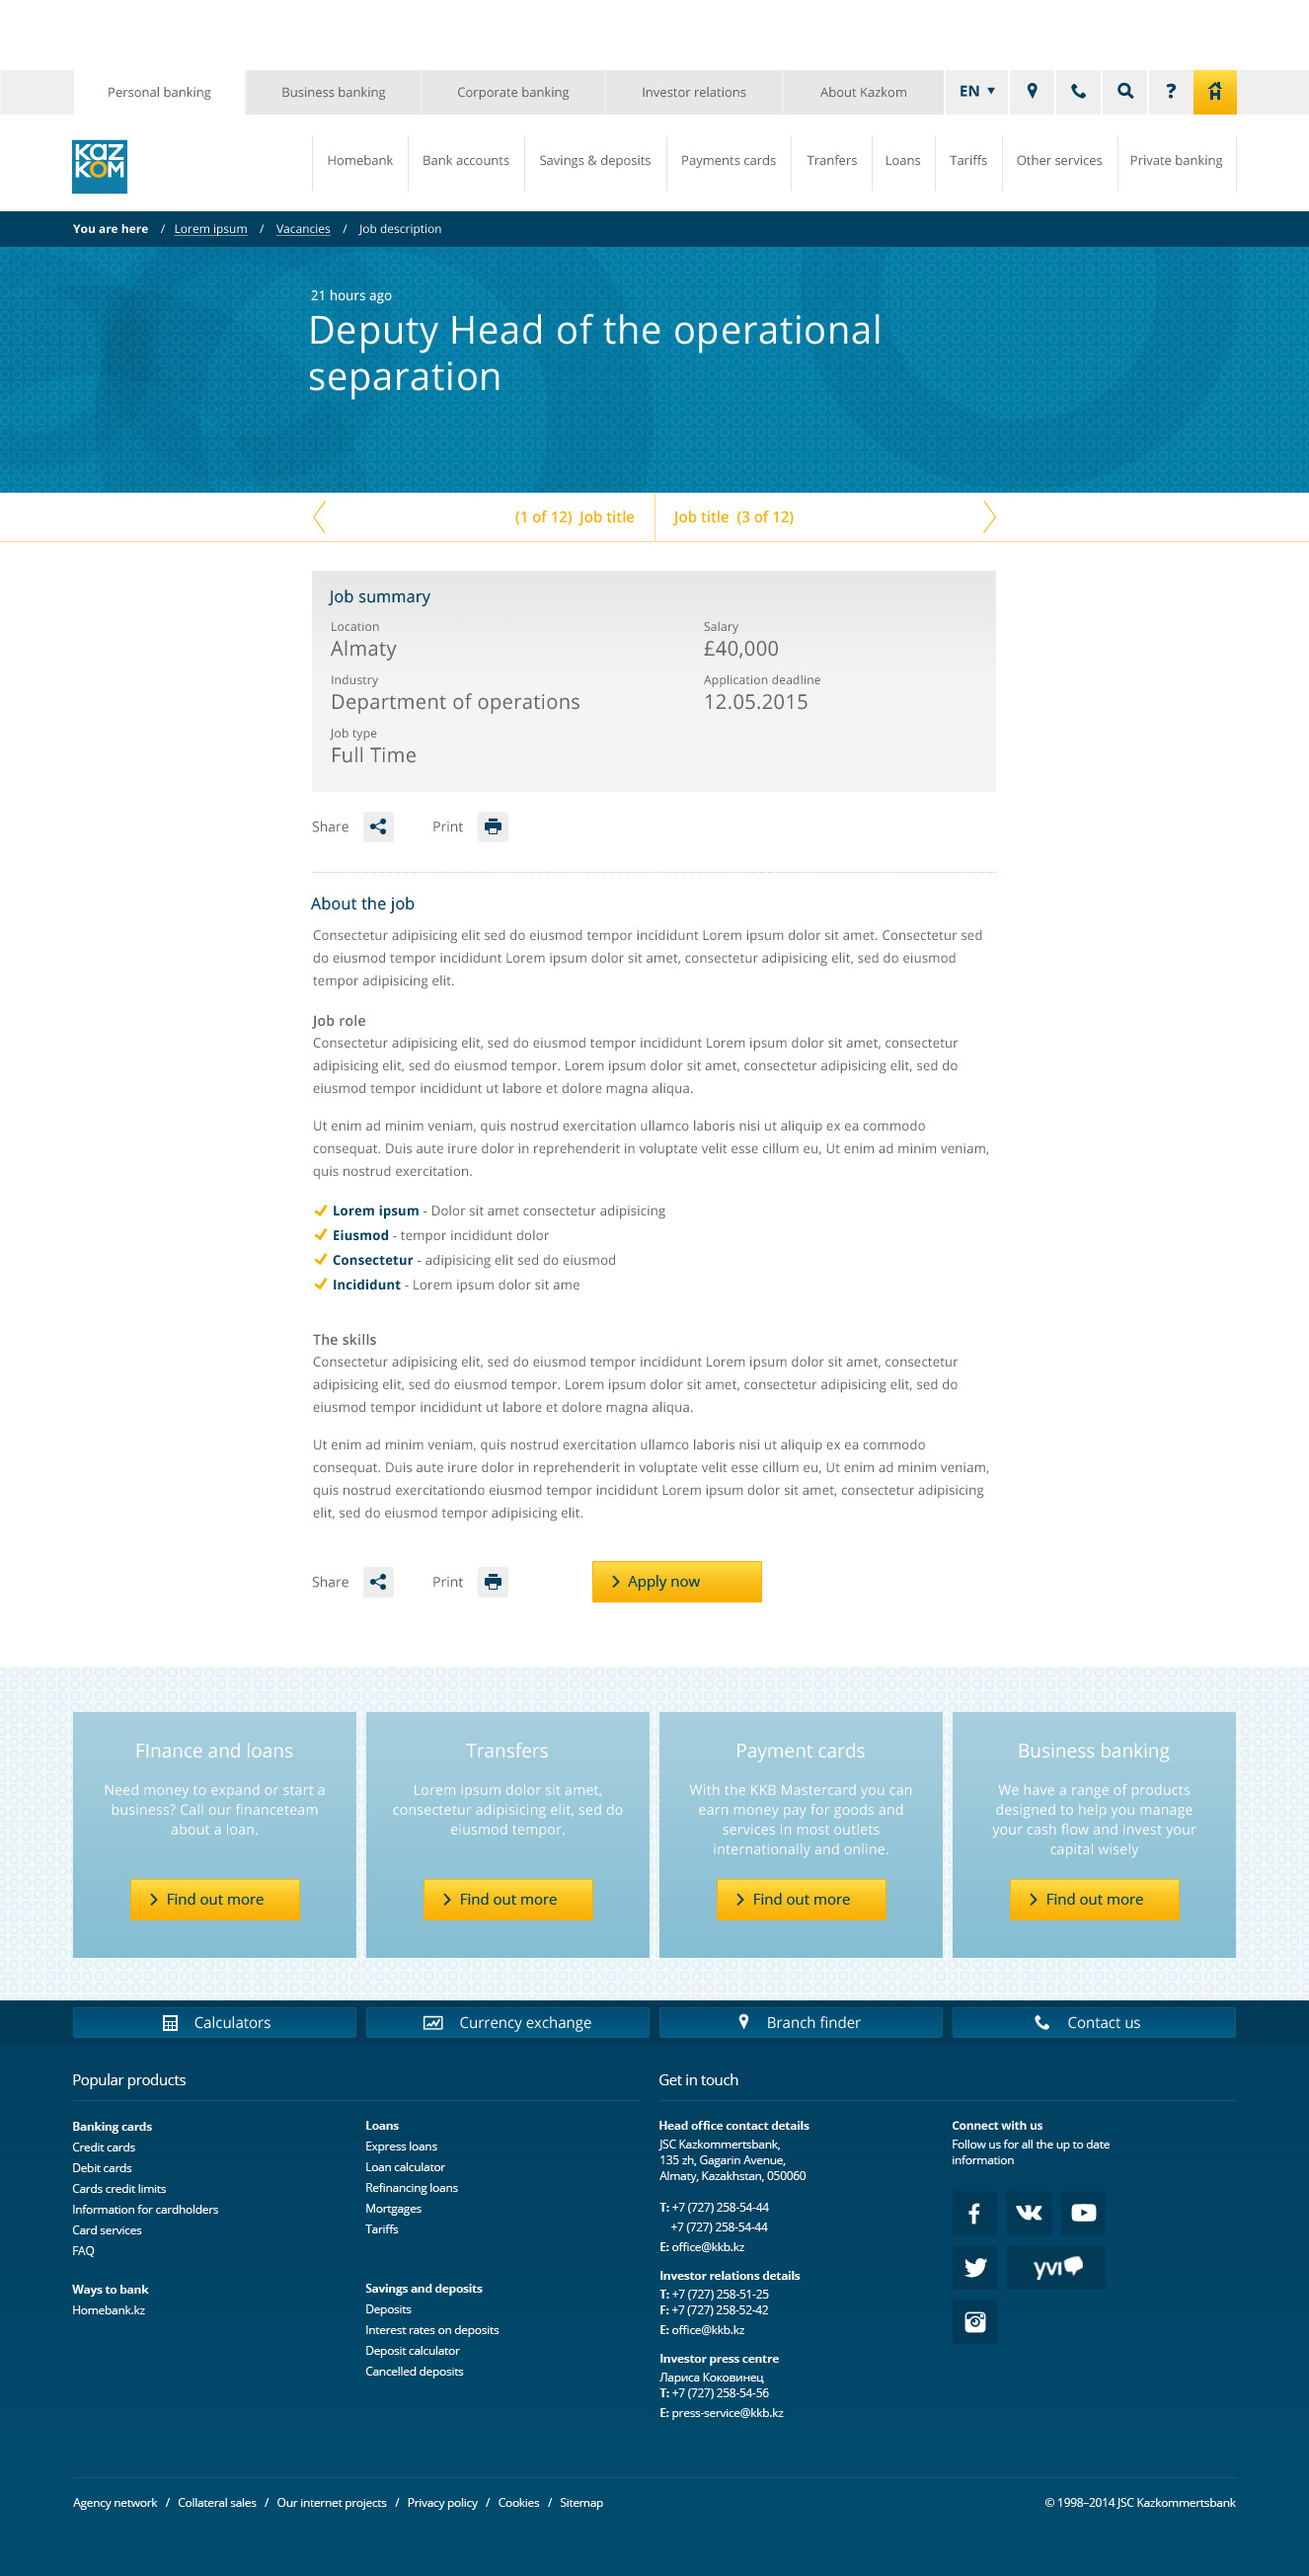 Personal banking
Business banking
Corporate banking
Investor relations
About Kazkom
EN
?
KAZ
KOM
Homebank
Bank accounts
Savings & deposits
Payments cards
Tranfers
Loans
Tariffs
Other services
Private banking
You are here / Lorem ipsum / Vacancies / Job description
21 hours ago
Deputy Head of the operational
separation
(1 of 12) Job title
Job title (3 of 12)
Job summary
Location
Almaty
Salary
£40,000
Industry
Department of operations
Application deadline
12.05.2015
Job type
Full Time
Share
Print
About the job
Consectetur adipisicing elit sed do eiusmod tempor incididunt Lorem ipsum dolor sit amet. Consectetur sed
do eiusmod tempor incididunt Lorem ipsum dolor sit amet, consectetur adipisicing elit, sed do eiusmod
tempor adipisicing elit.
Job role
Consectetur adipisicing elit, sed do eiusmod tempor incididunt Lorem ipsum dolor sit amet, consectetur
adipisicing elit, sed do eiusmod tempor. Lorem ipsum dolor sit amet, consectetur adipisicing elit, sed do
eiusmod tempor incididunt ut labore et dolore magna aliqua.
Ut enim ad minim veniam, quis nostrud exercitation ullamco laboris nisi ut aliquip ex ea commodo
consequat. Duis aute irure dolor in reprehenderit in voluptate velit esse cillum eu, Ut enim ad minim veniam,
quis nostrud exercitation.
Lorem ipsum - Dolor sit amet consectetur adipisicing
Eiusmod - tempor incididunt dolor
Consectetur - adipisicing elit sed do eiusmod
Incididunt - Lorem ipsum dolor sit ame
The skills
Consectetur adipisicing elit, sed do eiusmod tempor incididunt Lorem ipsum dolor sit amet, consectetur
adipisicing elit, sed do eiusmod tempor. Lorem ipsum dolor sit amet, consectetur adipisicing elit, sed do
eiusmod tempor incididunt ut labore et dolore magna aliqua.
Ut enim ad minim veniam, quis nostrud exercitation ullamco laboris nisi ut aliquip ex ea commodo
consequat. Duis aute irure dolor in reprehenderit in voluptate velit esse cillum eu, Ut enim ad minim veniam,
quis nostrud exercitationdo eiusmod tempor incididunt Lorem ipsum dolor sit amet, consectetur adipisicing
elit, sed do eiusmod tempor adipisicing elit.
Share
Print
Apply now
FInance and loans
Need money to expand or start a
business? Call our financeteam
about a loan.
Find out more
Transfers
Lorem ipsum dolor sit amet,
consectetur adipisicing elit, sed do
eiusmod tempor.
Find out more
Payment cards
With the KKB Mastercard you can
earn money pay for goods and
services in most outlets
internationally and online.
Find out more
Business banking
We have a range of products
designed to help you manage
your cash flow and invest your
capital wisely
Find out more
Calculators
Currency exchange
Branch finder
Contact us
Popular products
Banking cards
Credit cards
Debit cards
Cards credit limits
Information for cardholders
Card services
FAQ
Ways to bank
Homebank.kz
Loans
Express loans
Loan calculator
Refinancing loans
Mortgages
Tariffs
Savings and deposits
Deposits
Interest rates on deposits
Deposit calculator
Cancelled deposits
Get in touch
Head office contact details
JSC Kazkommertsbank,
135 zh, Gagarin Avenue,
Almaty, Kazakhstan, 050060
T: +7 (727) 258-54-44
+7 (727) 258-54-44
E: office@kkb.kz
Investor relations details
T: +7 (727) 258-51-25
F: +7 (727) 258-52-42
E: office@kkb.kz
Investor press centre
Лариса Коковинец
T: +7 (727) 258-54-56
E: press-service@kkb.kz
Connect with us
Follow us for all the up to date
information
yvi
Agency network / Collateral sales / Our internet projects / Privacy policy / Cookies / Sitemap
© 1998–2014 JSC Kazkommertsbank